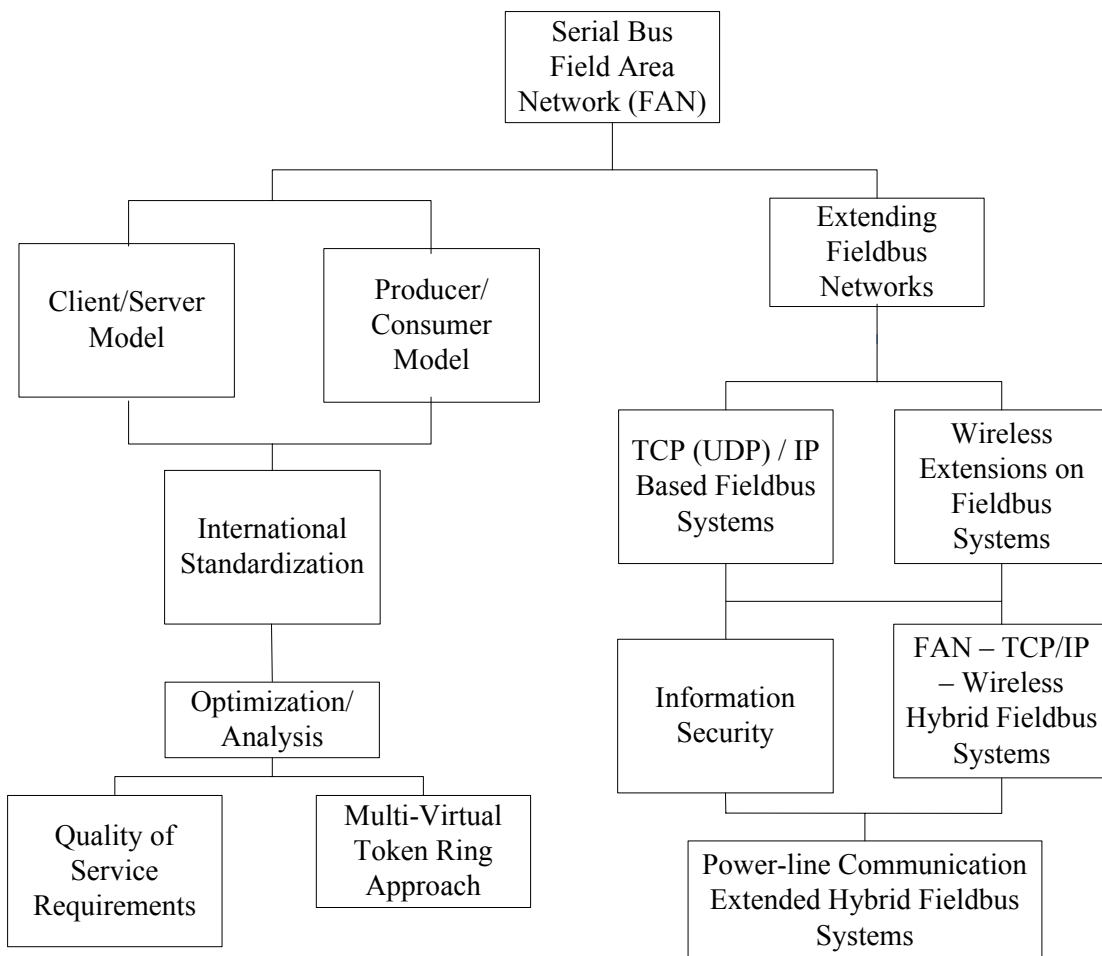 Serial Bus
Field Area
Network (FAN)
Client/Server
Model
Producer/
Consumer
Model
Extending
Fieldbus
Networks
International
Standardization
TCP (UDP) / IP
Based Fieldbus
Systems
Wireless
Extensions on
Fieldbus
Systems
Optimization/
Analysis
Information
Security
FAN – TCP/IP
– Wireless
Hybrid Fieldbus
Systems
Quality of
Service
Requirements
Multi-Virtual
Token Ring
Approach
Power-line Communication
Extended Hybrid Fieldbus
Systems